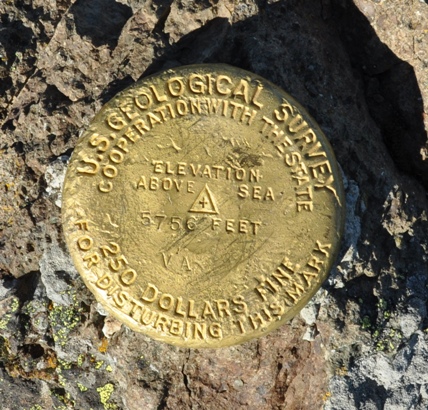 U.S. GEOLOGICAL SURVEY
COOPERATION WITH THE STATE
ELEVATION
ABOVE SEA
FEET
250 DOLLARS FINE
FOR DISTURBING THIS MARK